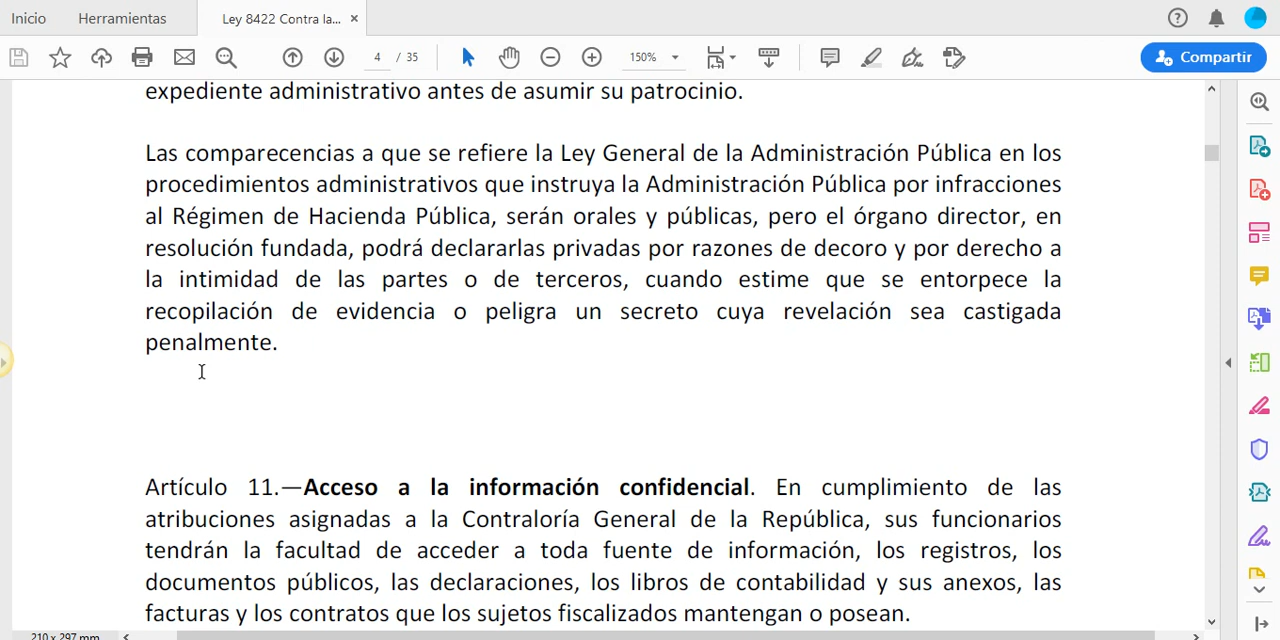 Inicio Herramientas Ley 8422 Contra la... ×
4 / 35 150% Compartir
expediente administrativo antes de asumir su patrocinio.
Las comparecencias a que se refiere la Ley General de la Administración Pública en los
procedimientos administrativos que instruya la Administración Pública por infracciones
al Régimen de Hacienda Pública, serán orales y públicas, pero el órgano director, en
resolución fundada, podrá declararlas privadas por razones de decoro y por derecho a
la intimidad de las partes o de terceros, cuando estime que se entorpece la
recopilación de evidencia o peligra un secreto cuya revelación sea castigada
penalmente.
Artículo 11.—Acceso a la información confidencial. En cumplimiento de las
atribuciones asignadas a la Contraloría General de la República, sus funcionarios
tendrán la facultad de acceder a toda fuente de información, los registros, los
documentos públicos, las declaraciones, los libros de contabilidad y sus anexos, las
facturas y los contratos que los sujetos fiscalizados mantengan o posean.
210 x 297 mm